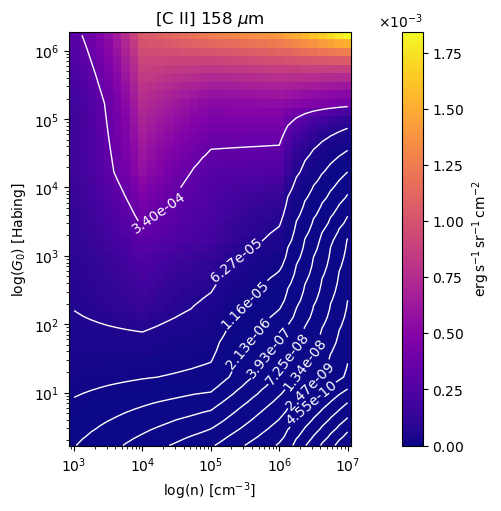 [C II] 158 μm
×10⁻³
log(G₀) [Habing]
10⁶
10⁵
10⁴
10³
10²
10¹
3.40e-04
6.27e-05
1.16e-05
2.13e-06
3.93e-07
7.25e-08
1.34e-08
2.47e-09
4.55e-10
10³ 10⁴ 10⁵ 10⁶ 10⁷
log(n) [cm⁻³]
1.75
1.50
1.25
1.00
0.75
0.50
0.25
0.00
erg s⁻¹ sr⁻¹ cm⁻²